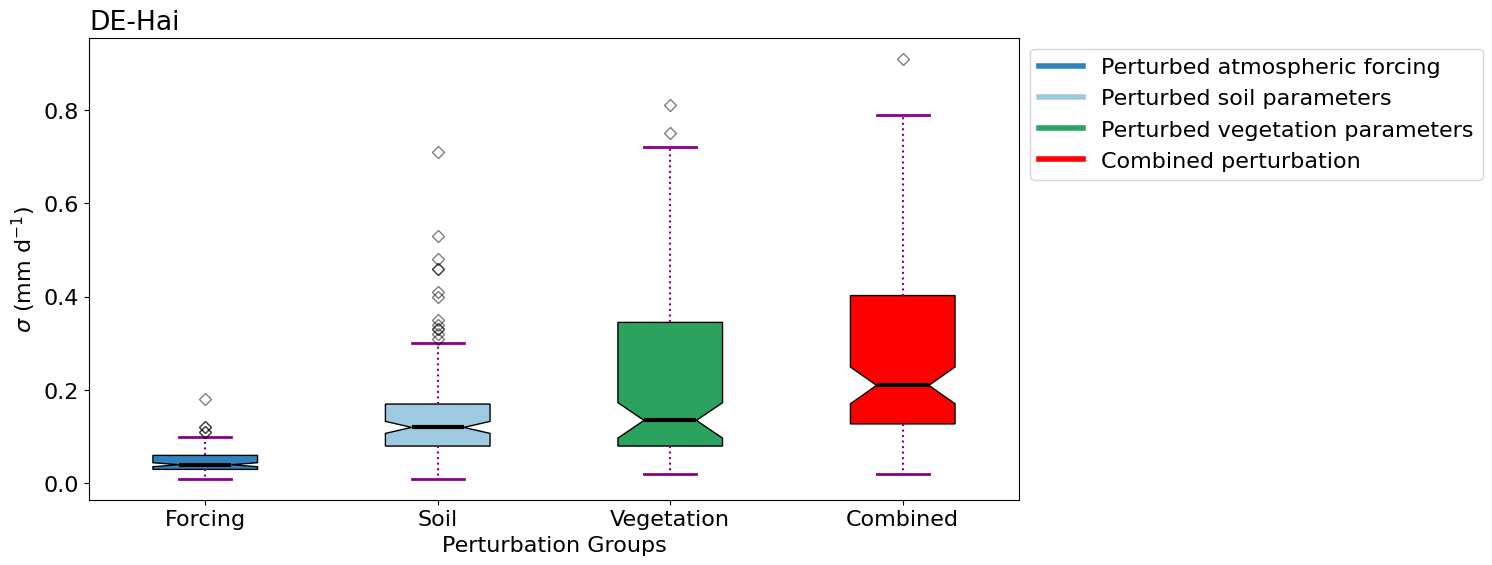 DE-Hai
σ (mm d⁻¹)
0.8
0.6
0.4
0.2
0.0
Forcing
Soil
Vegetation
Combined
Perturbation Groups
Perturbed atmospheric forcing
Perturbed soil parameters
Perturbed vegetation parameters
Combined perturbation